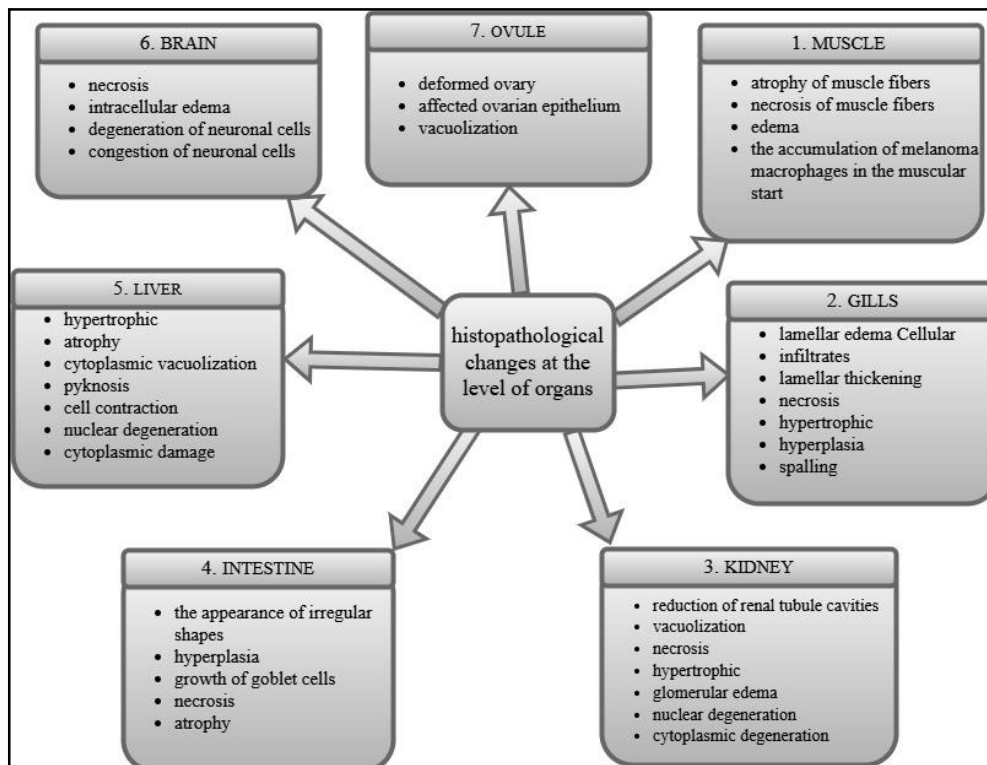 6. BRAIN
• necrosis
• intracellular edema
• degeneration of neuronal cells
• congestion of neuronal cells
7. OVULE
• deformed ovary
• affected ovarian epithelium
• vacuolization
1. MUSCLE
• atrophy of muscle fibers
• necrosis of muscle fibers
• edema
• the accumulation of melanoma
macrophages in the muscular
start
5. LIVER
• hypertrophic
• atrophy
• cytoplasmic vacuolization
• pyknosis
• cell contraction
• nuclear degeneration
• cytoplasmic damage
histopathological
changes at the
level of organs
2. GILLS
• lamellar edema Cellular
• infiltrates
• lamellar thickening
• necrosis
• hypertrophic
• hyperplasia
• spalling
4. INTESTINE
• the appearance of irregular
shapes
• hyperplasia
• growth of goblet cells
• necrosis
• atrophy
3. KIDNEY
• reduction of renal tubule cavities
• vacuolization
• necrosis
• hypertrophic
• glomerular edema
• nuclear degeneration
• cytoplasmic degeneration